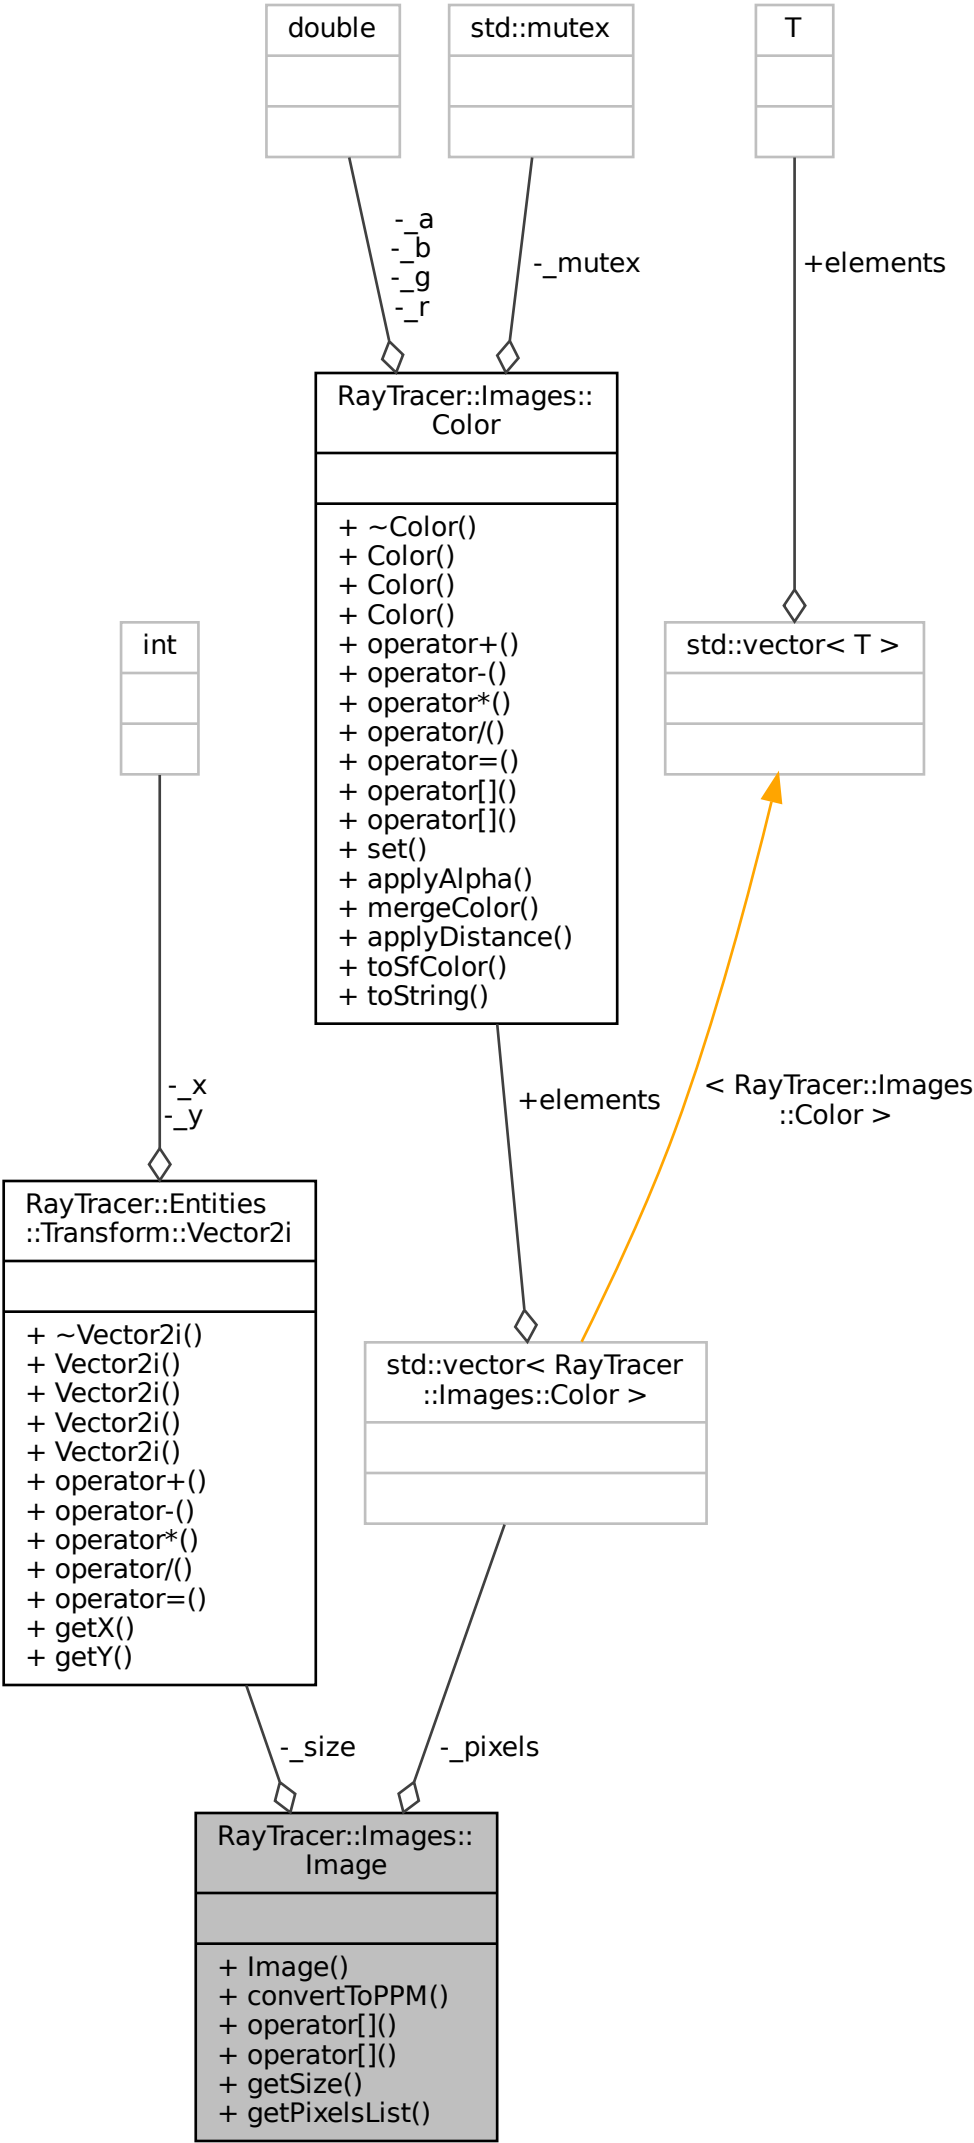 double
std::mutex
T
-_a
-_b
-_g
-_r
-_mutex
+elements
RayTracer::Images::
Color
+ ~Color()
+ Color()
+ Color()
+ Color()
+ operator+()
+ operator-()
+ operator*()
+ operator/()
+ operator=()
+ operator[]()
+ operator[]()
+ set()
+ applyAlpha()
+ mergeColor()
+ applyDistance()
+ toSfColor()
+ toString()
int
std::vector< T >
-_x
-_y
+elements
< RayTracer::Images
::Color >
RayTracer::Entities
::Transform::Vector2i
+ ~Vector2i()
+ Vector2i()
+ Vector2i()
+ Vector2i()
+ Vector2i()
+ operator+()
+ operator-()
+ operator*()
+ operator/()
+ operator=()
+ getX()
+ getY()
std::vector< RayTracer
::Images::Color >
-_size
-_pixels
RayTracer::Images::
Image
+ Image()
+ convertToPPM()
+ operator[]()
+ operator[]()
+ getSize()
+ getPixelsList()